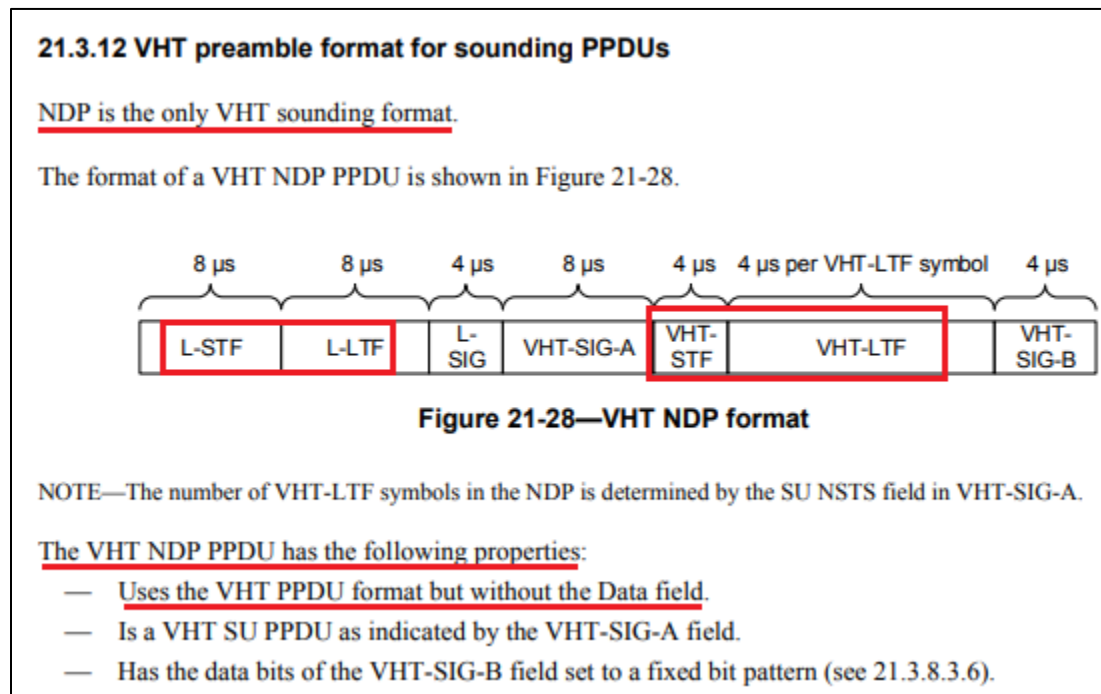 21.3.12 VHT preamble format for sounding PPDUs
NDP is the only VHT sounding format.
The format of a VHT NDP PPDU is shown in Figure 21-28.
8 µs 8 µs 4 µs 8 µs 4 µs 4 µs per VHT-LTF symbol 4 µs
L-STF L-LTF L-SIG VHT-SIG-A VHT-STF VHT-LTF VHT-SIG-B
Figure 21-28—VHT NDP format
NOTE—The number of VHT-LTF symbols in the NDP is determined by the SU NSTS field in VHT-SIG-A.
The VHT NDP PPDU has the following properties:
— Uses the VHT PPDU format but without the Data field.
— Is a VHT SU PPDU as indicated by the VHT-SIG-A field.
— Has the data bits of the VHT-SIG-B field set to a fixed bit pattern (see 21.3.8.3.6).